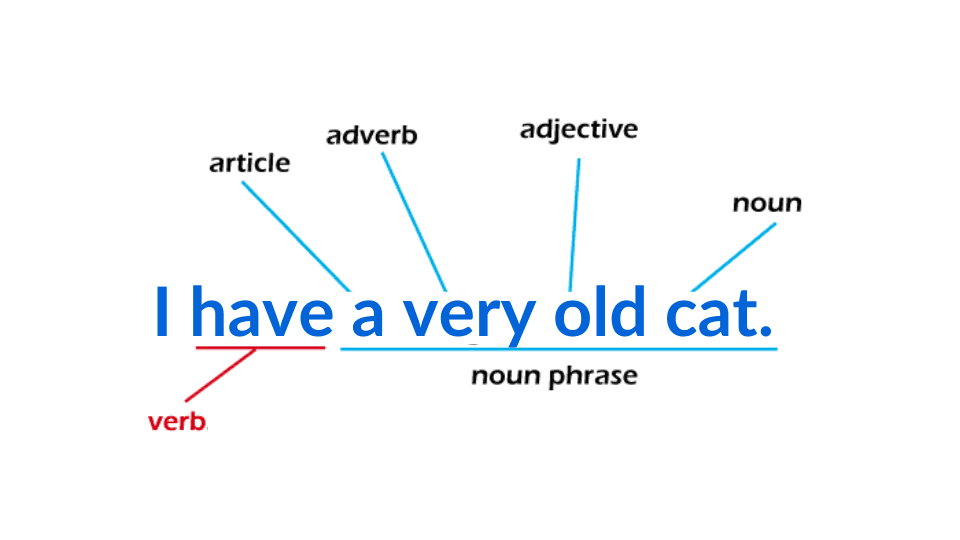 adjective
adverb
article
noun
I have a very old cat.
noun phrase
verb